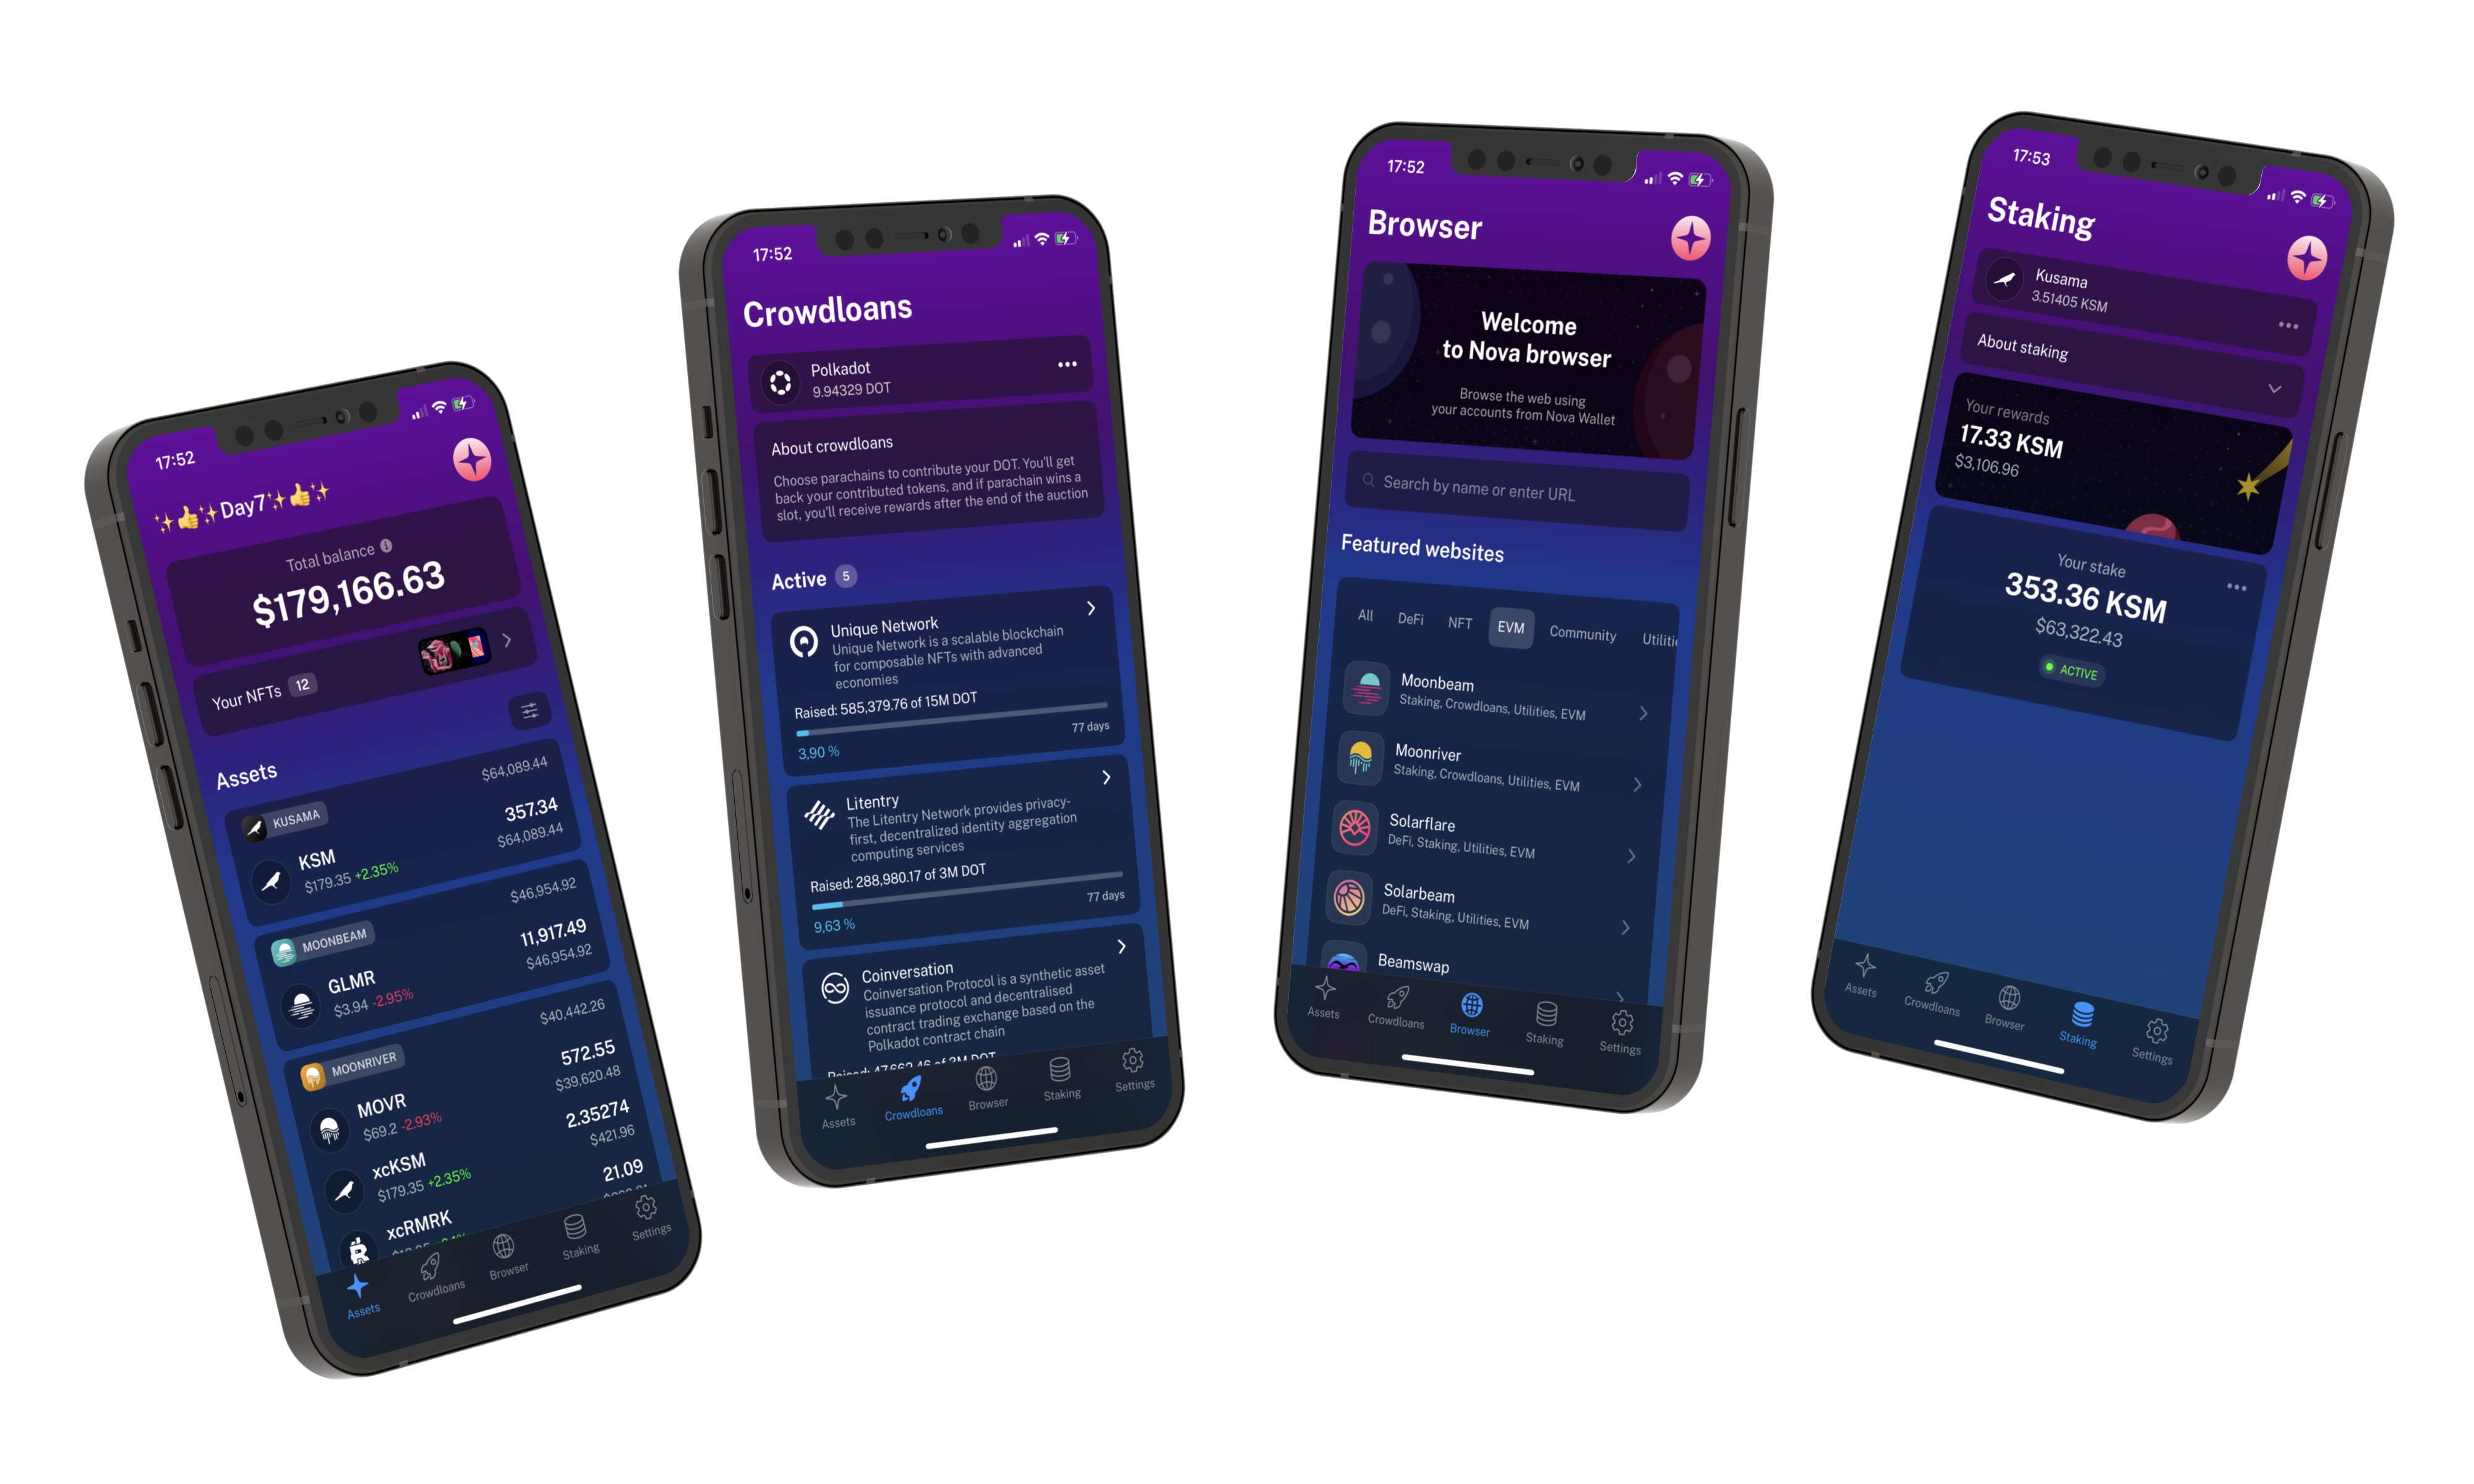 17:52
✨👍✨Day7✨👍✨
Total balance
$179,166.63
Your NFTs 12
Assets
KUSAMA $64,089.44
KSM 357.34
$179.35 +2.35% $64,089.44
MOONBEAM $46,954.92
GLMR 11,917.49
$3.94 -2.95% $46,954.92
MOONRIVER $40,442.26
MOVR 572.55
$69.2 -2.93% $39,620.48
xcKSM 2.35274
$179.35 +2.35% $421.96
xcRMRK 21.09
Assets Crowdloans Browser Staking Settings
17:52
Crowdloans
Polkadot
9.94329 DOT
About crowdloans
Choose parachains to contribute your DOT. You'll get
back your contributed tokens, and if parachain wins a
slot, you'll receive rewards after the end of the auction
Active 5
Unique Network
Unique Network is a scalable blockchain
for composable NFTs with advanced
economies
Raised: 585,379.76 of 15M DOT
77 days
3,90 %
Litentry
The Litentry Network provides privacy-
first, decentralized identity aggregation
computing services
Raised: 288,980.17 of 3M DOT
77 days
9,63 %
Coinversation
Coinversation Protocol is a synthetic asset
issuance protocol and decentralised
contract trading exchange based on the
Polkadot contract chain
Raised: 47,662.46 of 3M DOT
Assets Crowdloans Browser Staking Settings
17:52
Browser
Welcome
to Nova browser
Browse the web using
your accounts from Nova Wallet
Search by name or enter URL
Featured websites
All DeFi NFT EVM Community Utilitie
Moonbeam
Staking, Crowdloans, Utilities, EVM
Moonriver
Staking, Crowdloans, Utilities, EVM
Solarflare
DeFi, Staking, Utilities, EVM
Solarbeam
DeFi, Staking, Utilities, EVM
Beamswap
Assets Crowdloans Browser Staking Settings
17:53
Staking
Kusama
3.51405 KSM
About staking
Your rewards
17.33 KSM
$3,106.96
Your stake
353.36 KSM
$63,322.43
ACTIVE
Assets Crowdloans Browser Staking Settings